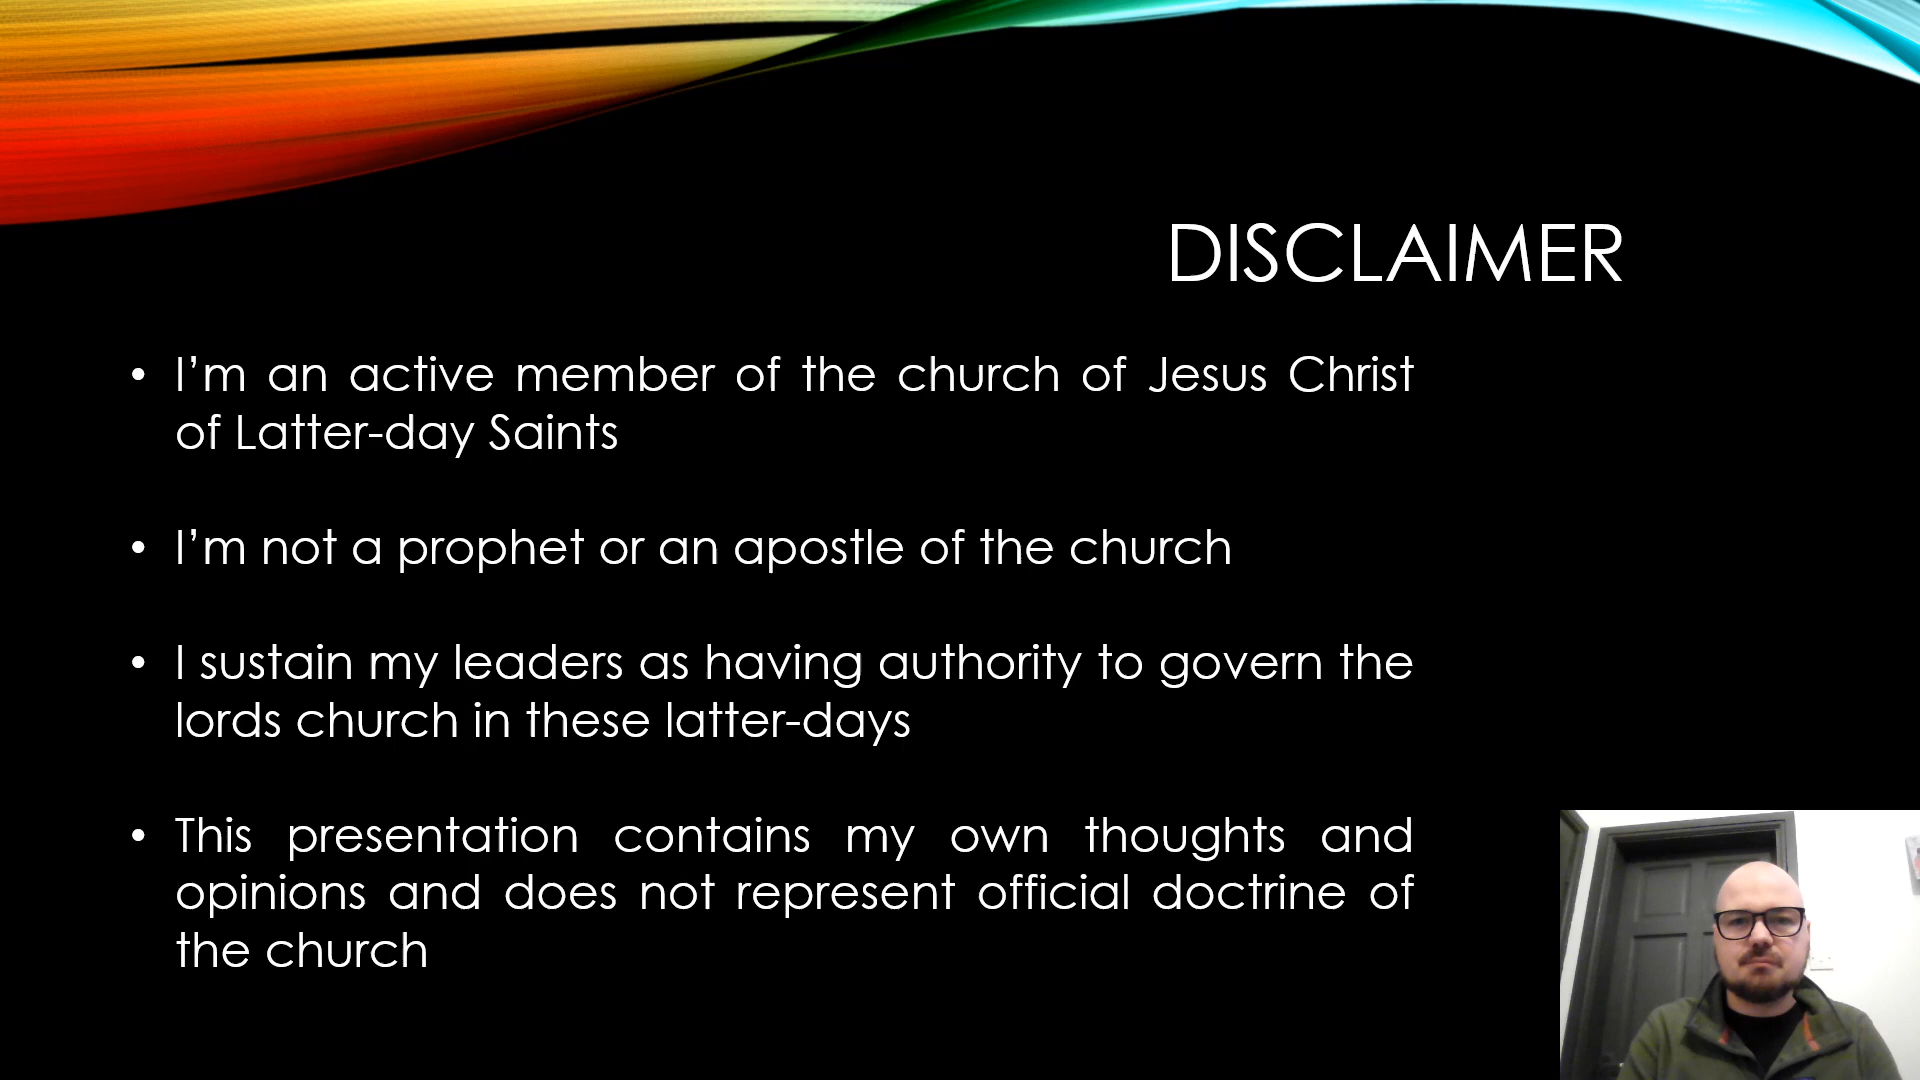 DISCLAIMER
• I’m an active member of the church of Jesus Christ
of Latter-day Saints
• I’m not a prophet or an apostle of the church
• I sustain my leaders as having authority to govern the
lords church in these latter-days
• This presentation contains my own thoughts and
opinions and does not represent official doctrine of
the church